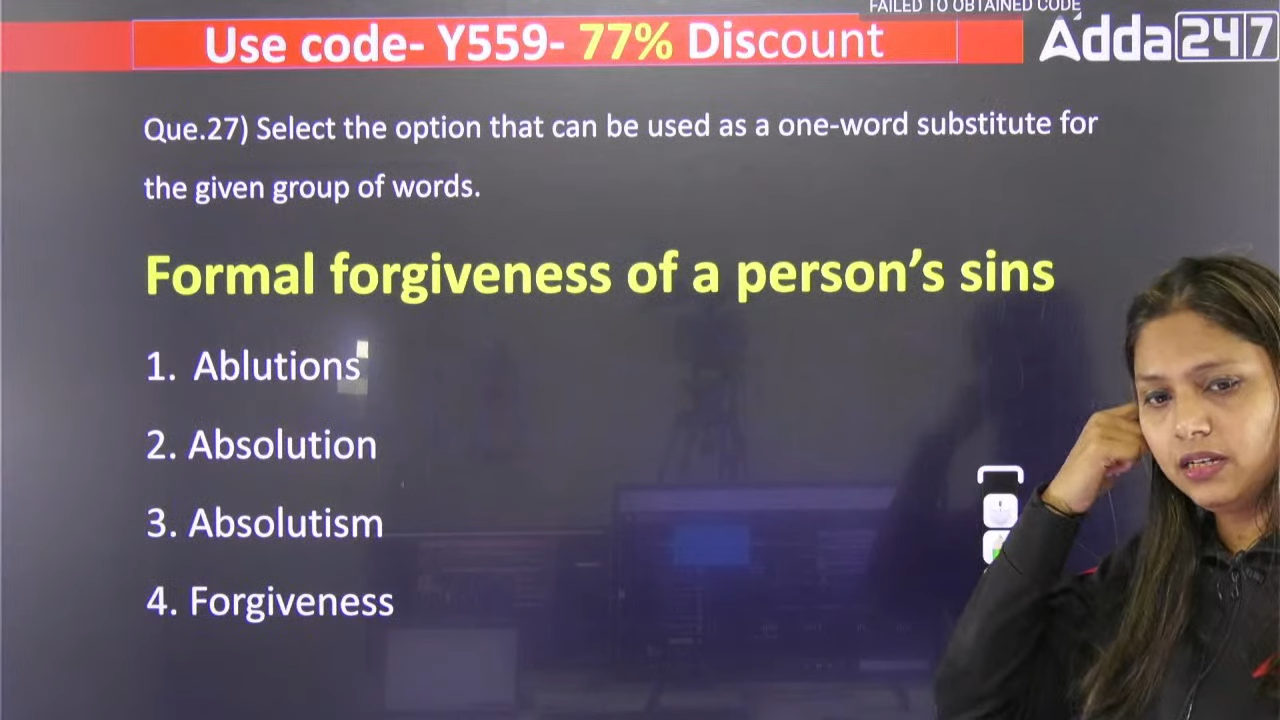 FAILED TO OBTAINED CODE
Use code- Y559- 77% Discount
Adda 247
Que.27) Select the option that can be used as a one-word substitute for
the given group of words.
Formal forgiveness of a person’s sins
1. Ablutions
2. Absolution
3. Absolutism
4. Forgiveness